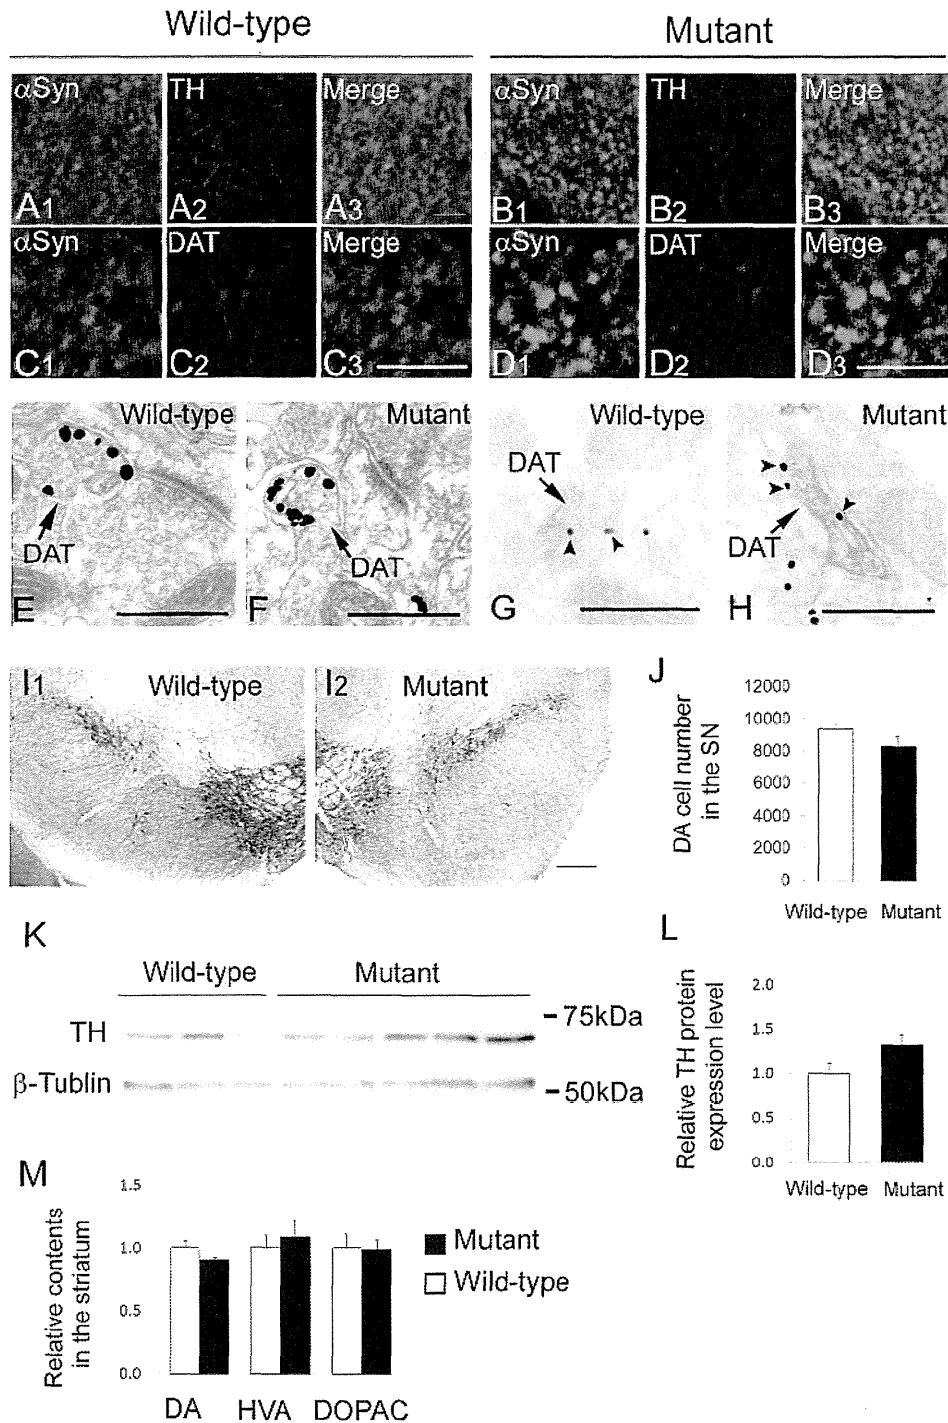 Wild-type Mutant
αSyn TH Merge αSyn TH Merge
A1 A2 A3 B1 B2 B3
αSyn DAT Merge αSyn DAT Merge
C1 C2 C3 D1 D2 D3
Wild-type Mutant Wild-type Mutant
DAT DAT DAT DAT
E F G H
I1 Wild-type I2 Mutant
J
DA cell number
in the SN
12000
10000
8000
6000
4000
2000
0
Wild-type Mutant
K
Wild-type Mutant
TH
β-Tublin
75kDa
50kDa
L
Relative TH protein
expression level
2.0
1.5
1.0
0.5
0.0
Wild-type Mutant
M
Relative contents
in the striatum
1.5
1.0
0.5
0.0
DA HVA DOPAC
Mutant
Wild-type